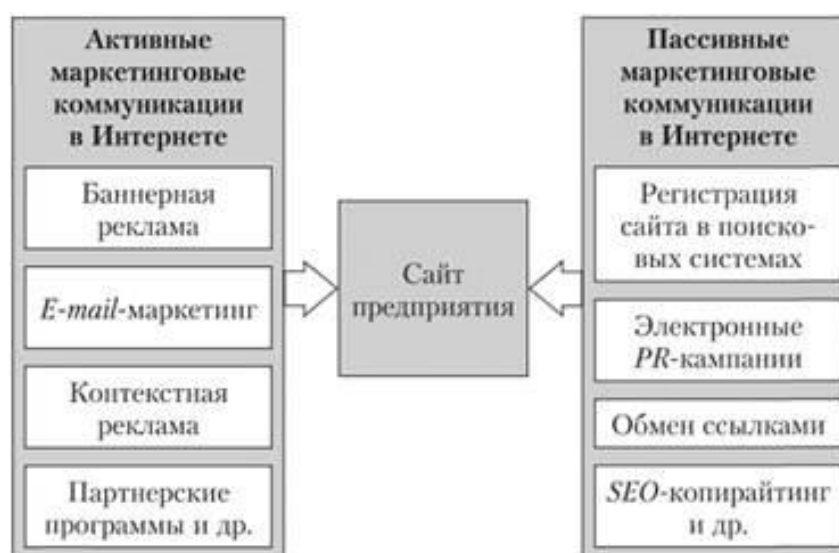 Активные
маркетинговые
коммуникации
в Интернете
Баннерная
реклама
E-mail-маркетинг
Контекстная
реклама
Партнерские
программы и др.
Сайт
предприятия
Пассивные
маркетинговые
коммуникации
в Интернете
Регистрация
сайта в поиско-
вых системах
Электронные
PR-кампании
Обмен ссылками
SEO-копирайтинг
и др.